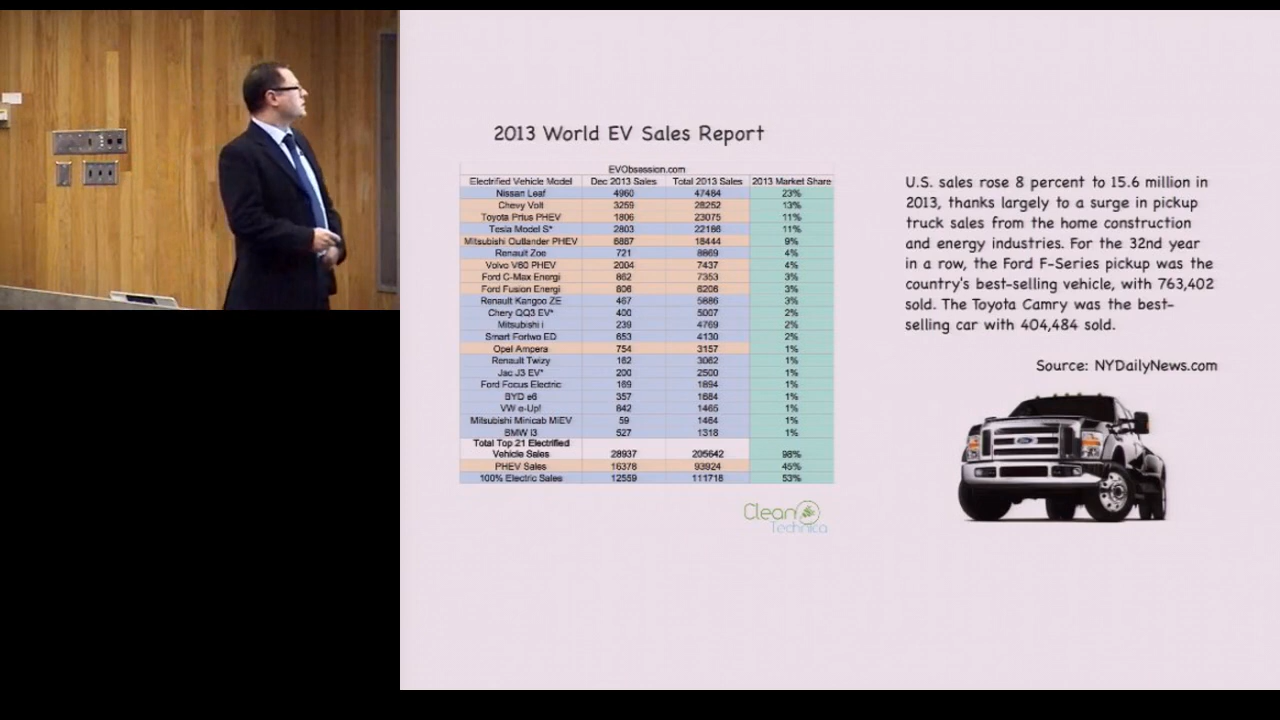 2013 World EV Sales Report
EVObsession.com
Electrified Vehicle Model Dec 2013 Sales Total 2013 Sales 2013 Market Share
Nissan Leaf 4960 47484 23%
Chevy Volt 3259 28252 13%
Toyota Prius PHEV 1806 23075 11%
Tesla Model S* 2803 22186 11%
Mitsubishi Outlander PHEV 6887 18444 9%
Renault Zoe 721 8869 4%
Volvo V60 PHEV 2004 7437 4%
Ford C-Max Energi 862 7353 3%
Ford Fusion Energi 806 6206 3%
Renault Kangoo ZE 467 5886 3%
Chery QQ3 EV* 400 5007 2%
Mitsubishi i 239 4769 2%
Smart Fortwo ED 653 4130 2%
Opel Ampera 754 3157 1%
Renault Twizy 162 3062 1%
Jac J3 EV* 200 2500 1%
Ford Focus Electric 169 1894 1%
BYD e6 357 1684 1%
VW e-Up! 842 1465 1%
Mitsubishi Minicab MiEV 59 1464 1%
BMW i3 527 1318 1%
Total Top 21 Electrified
Vehicle Sales 28937 205642 98%
PHEV Sales 16378 93924 45%
100% Electric Sales 12559 111718 53%
Clean
Technica
U.S. sales rose 8 percent to 15.6 million in
2013, thanks largely to a surge in pickup
truck sales from the home construction
and energy industries. For the 32nd year
in a row, the Ford F-Series pickup was the
country's best-selling vehicle, with 763,402
sold. The Toyota Camry was the best-
selling car with 404,484 sold.
Source: NYDailyNews.com
Ford